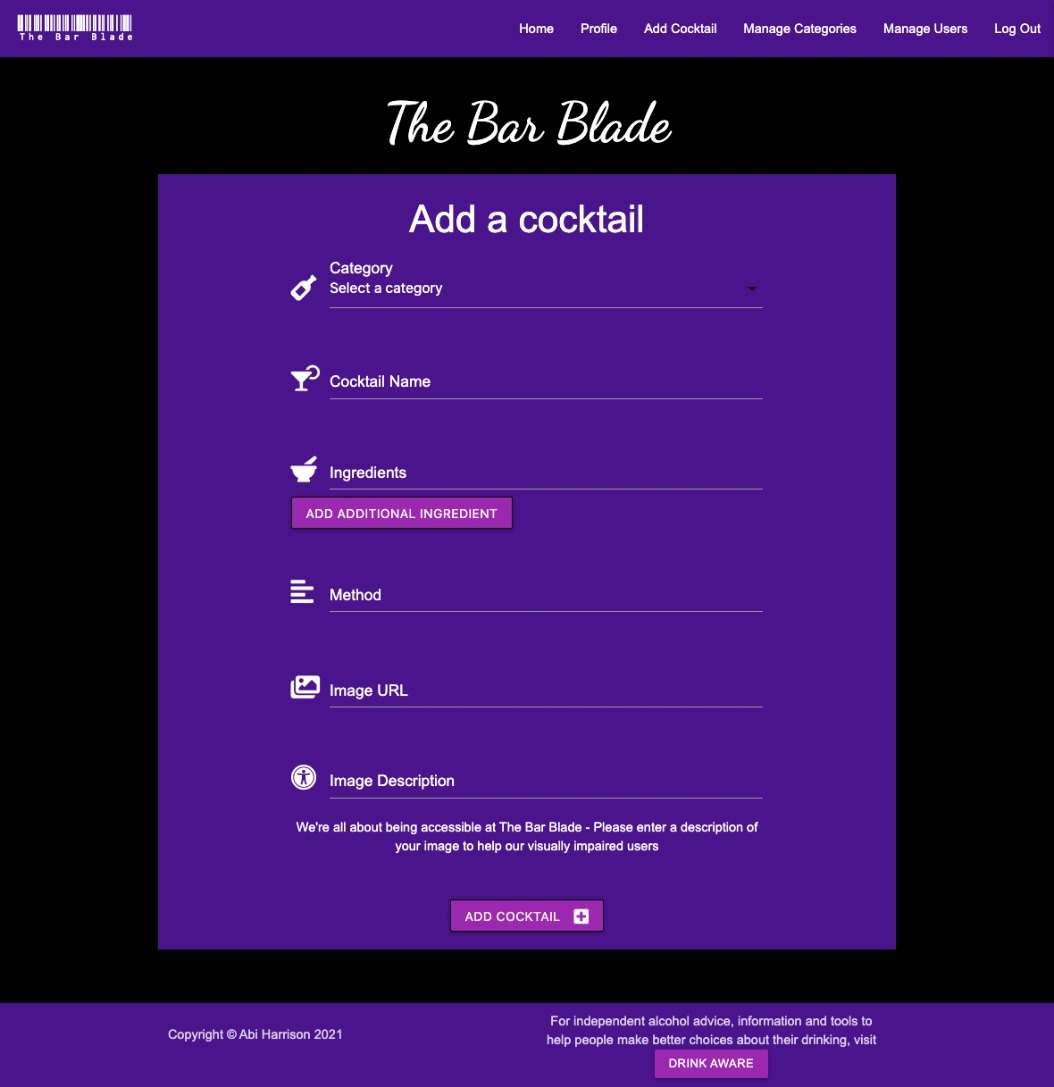 The Bar Blade
Home Profile Add Cocktail Manage Categories Manage Users Log Out
The Bar Blade
Add a cocktail
Category
Select a category
Cocktail Name
Ingredients
ADD ADDITIONAL INGREDIENT
Method
Image URL
Image Description
We're all about being accessible at The Bar Blade - Please enter a description of
your image to help our visually impaired users
ADD COCKTAIL
Copyright © Abi Harrison 2021
For independent alcohol advice, information and tools to
help people make better choices about their drinking, visit
DRINK AWARE